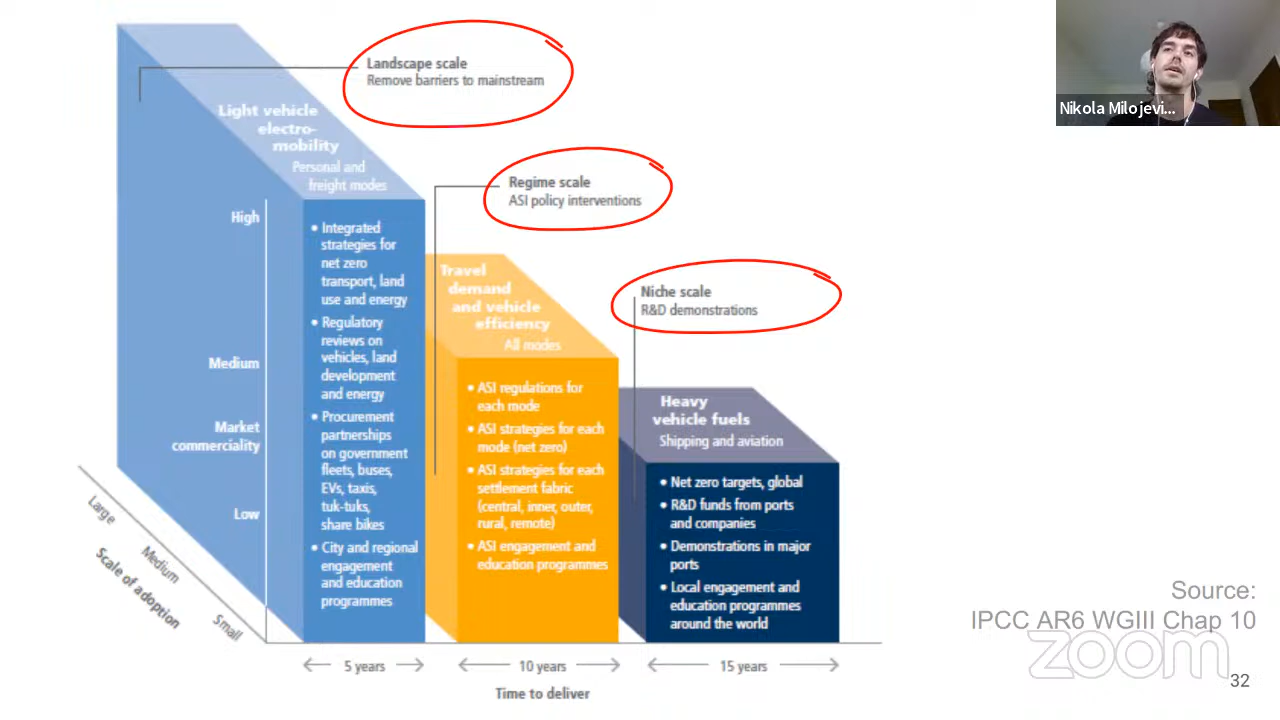 Landscape scale
Remove barriers to mainstream
Nikola Milojevi...
Light vehicle
electro-
mobility
Personal and
freight modes
Regime scale
ASI policy interventions
High
Medium
Market
commerciality
Low
• Integrated
strategies for
net zero
transport, land
use and energy
• Regulatory
reviews on
vehicles, land
development
and energy
• Procurement
partnerships
on government
fleets, buses,
EVs, taxis,
tuk-tuks,
share bikes
• City and regional
engagement
and education
programmes
Travel
demand
and vehicle
efficiency
All modes
• ASI regulations for
each mode
• ASI strategies for each
mode (net zero)
• ASI strategies for each
settlement fabric
(central, inner, outer,
rural, remote)
• ASI engagement and
education programmes
Niche scale
R&D demonstrations
Heavy
vehicle fuels
Shipping and aviation
• Net zero targets, global
• R&D funds from ports
and companies
• Demonstrations in major
ports
• Local engagement and
education programmes
around the world
Large
Medium
Small
Scale of adoption
5 years
10 years
15 years
Time to deliver
Source:
IPCC AR6 WGIII Chap 10
zoom
32